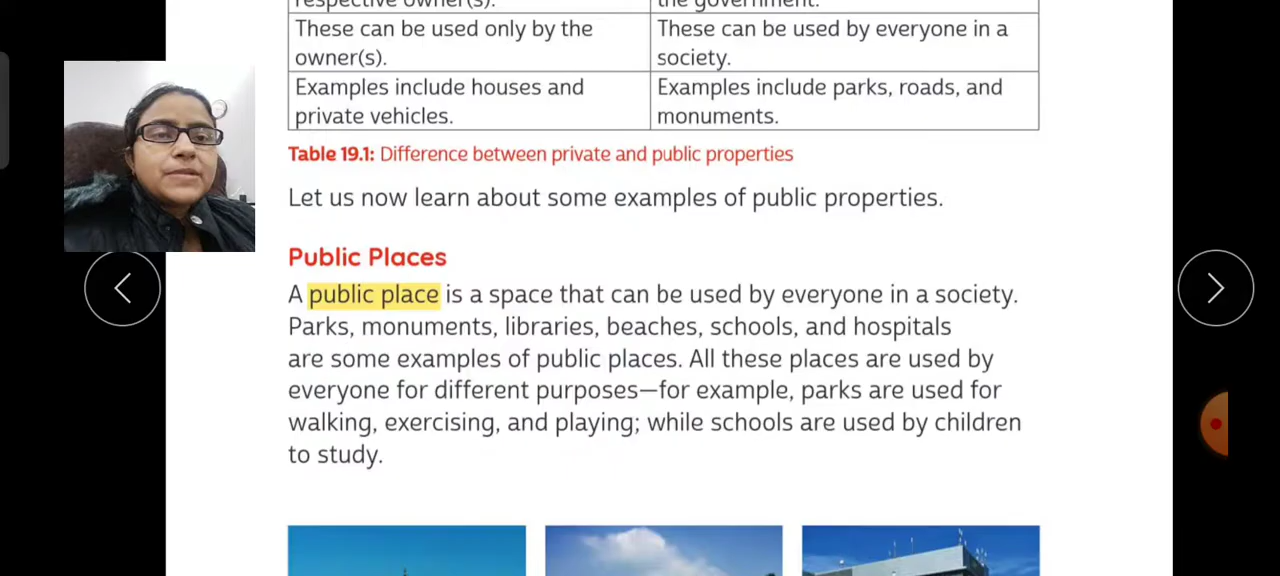 respective owner(s).
the government.
These can be used only by the
owner(s).
These can be used by everyone in a
society.
Examples include houses and
private vehicles.
Examples include parks, roads, and
monuments.
Table 19.1: Difference between private and public properties
Let us now learn about some examples of public properties.
Public Places
A public place is a space that can be used by everyone in a society.
Parks, monuments, libraries, beaches, schools, and hospitals
are some examples of public places. All these places are used by
everyone for different purposes—for example, parks are used for
walking, exercising, and playing; while schools are used by children
to study.